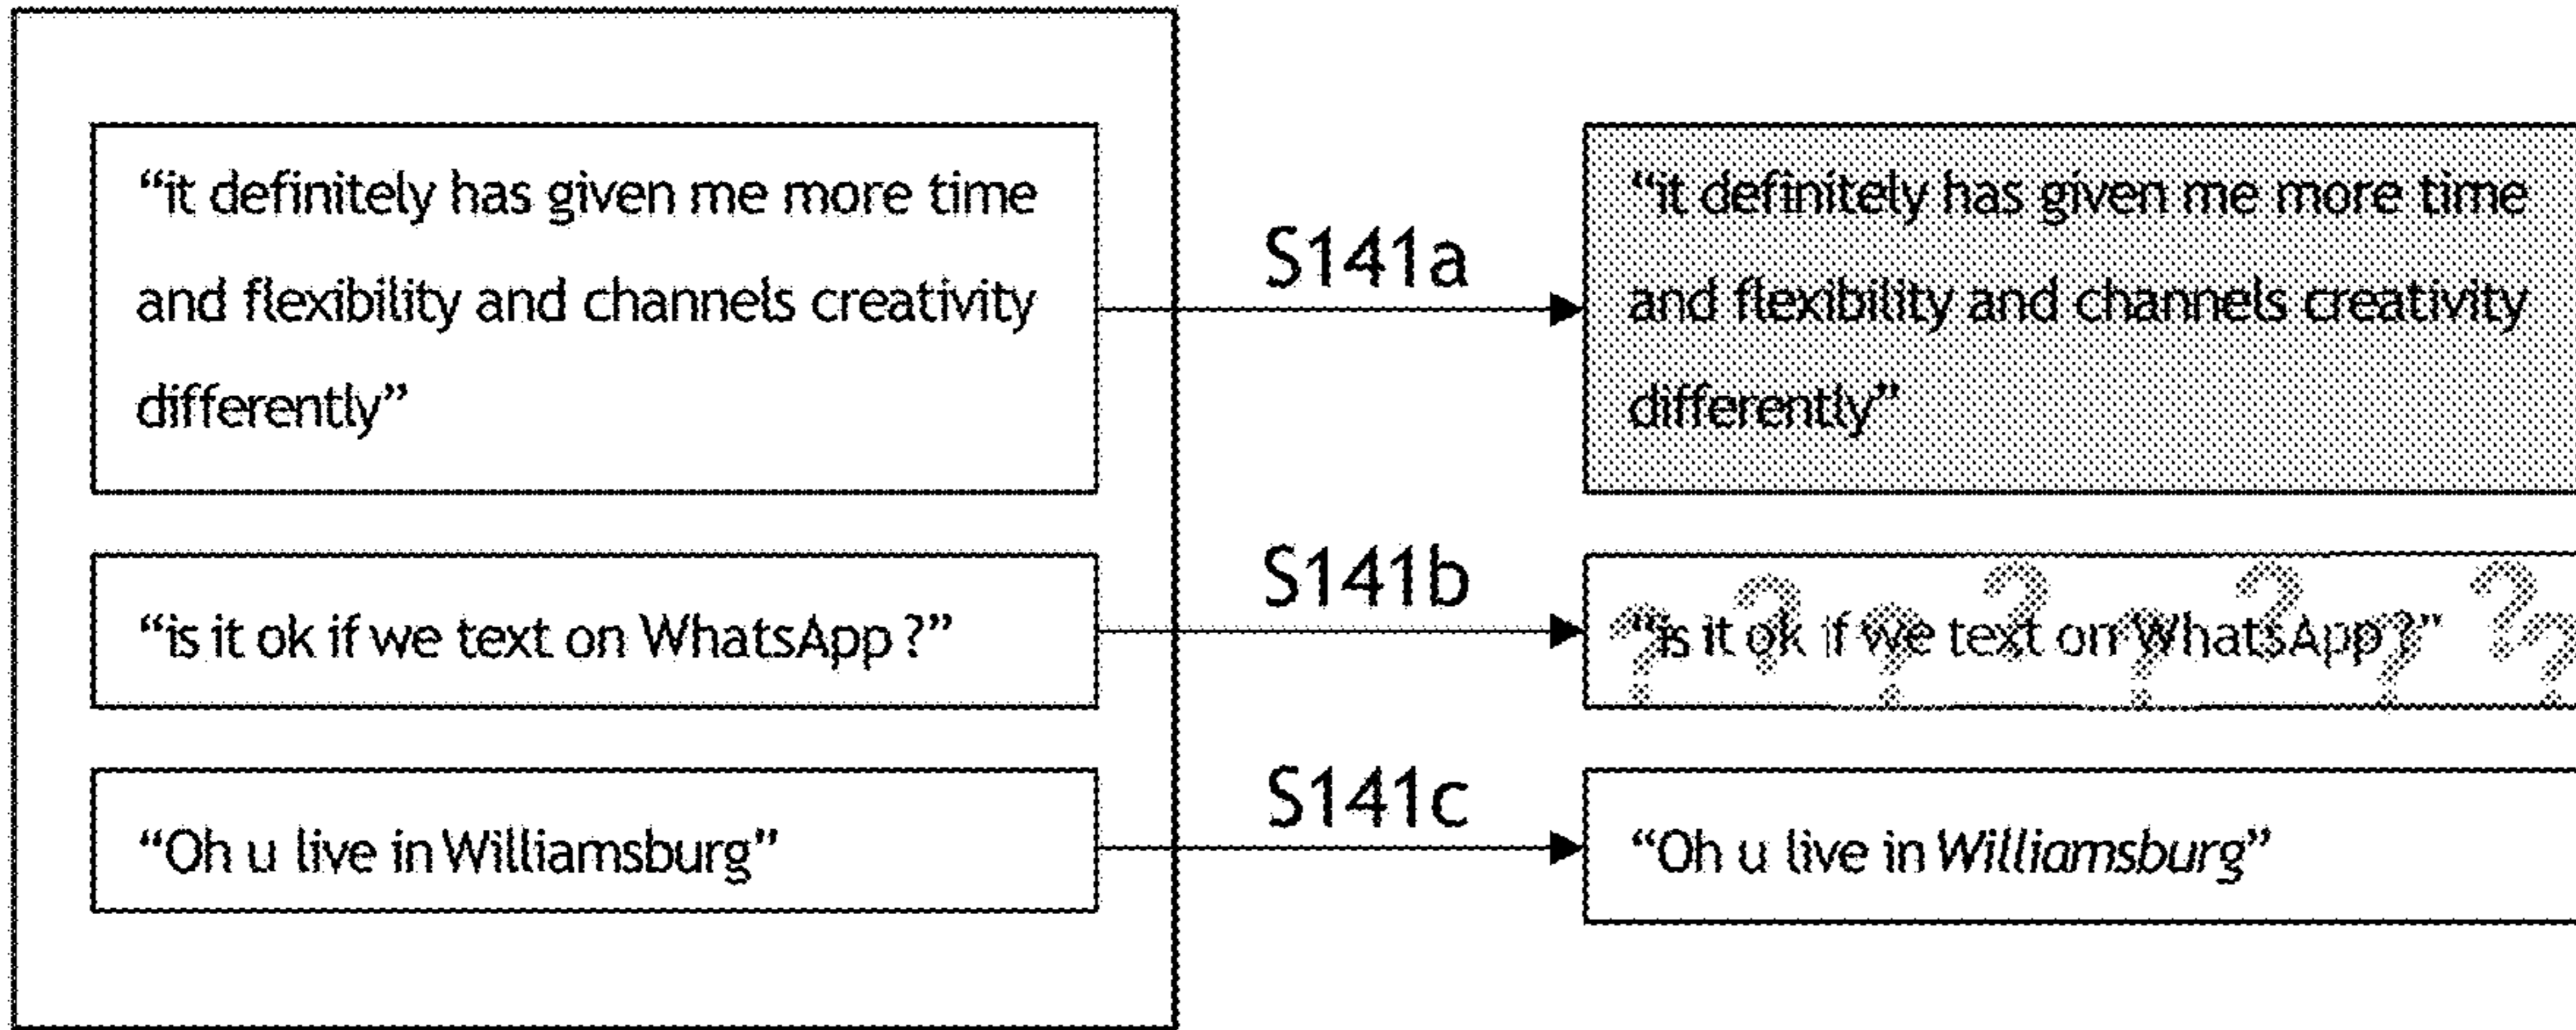 “it definitely has given me more time
and flexibility and channels creativity
differently”
S141a
“it definitely has given me more time
and flexibility and channels creativity
differently”
“is it ok if we text on WhatsApp ?”
S141b
“is it ok if we text on WhatsApp ?”
? ? ? ? ? ? ? ? ? ?
“Oh u live in Williamsburg”
S141c
“Oh u live in Williamsburg”